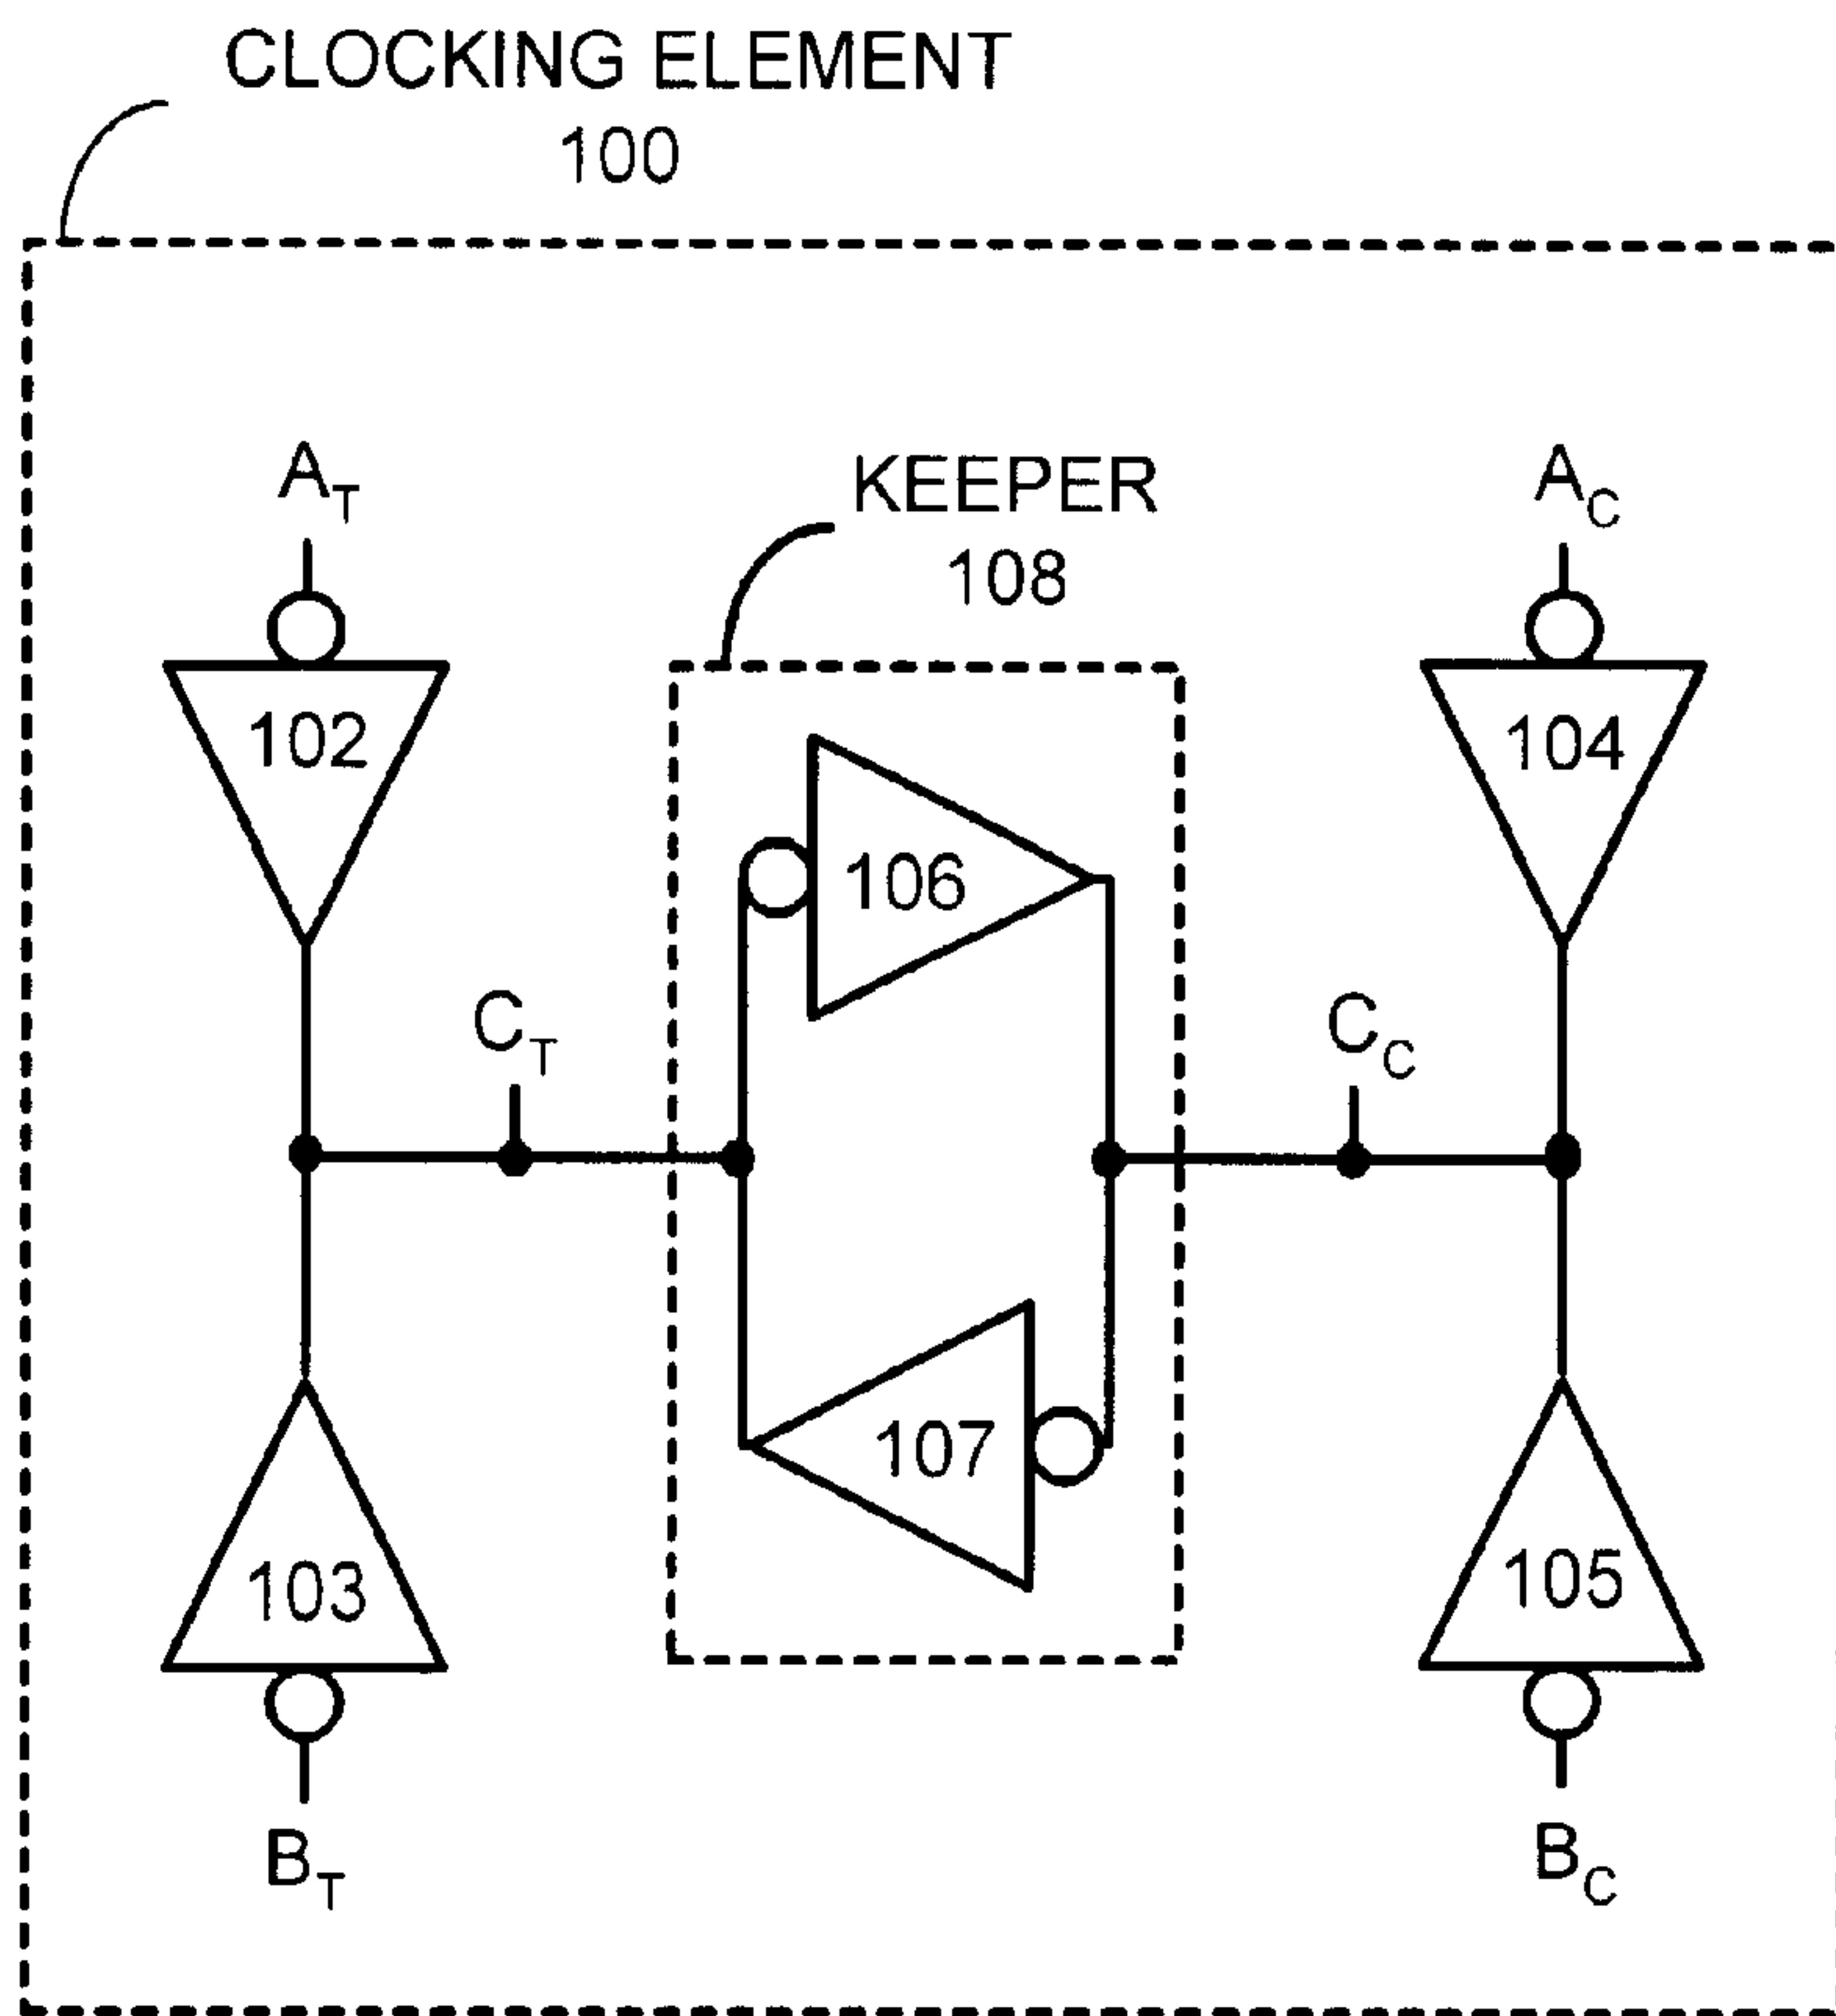 CLOCKING ELEMENT
100
A_T
KEEPER
108
A_C
102
104
106
C_T
C_C
107
103
105
B_T
B_C